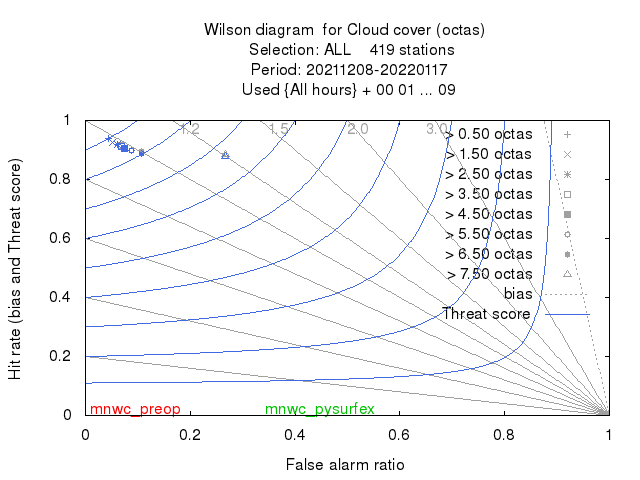 Wilson diagram  for Cloud cover (octas)
Selection: ALL    419 stations
Period: 20211208-20220117
Used {All hours} + 00 01 ... 09
Hit rate (bias and Threat score)
1
0.8
0.6
0.4
0.2
0
1.2
1.5
2.0
3.0
> 0.50 octas
> 1.50 octas
> 2.50 octas
> 3.50 octas
> 4.50 octas
> 5.50 octas
> 6.50 octas
> 7.50 octas
bias
Threat score
mnwc_preop
mnwc_pysurfex
0
0.2
0.4
0.6
0.8
1
False alarm ratio